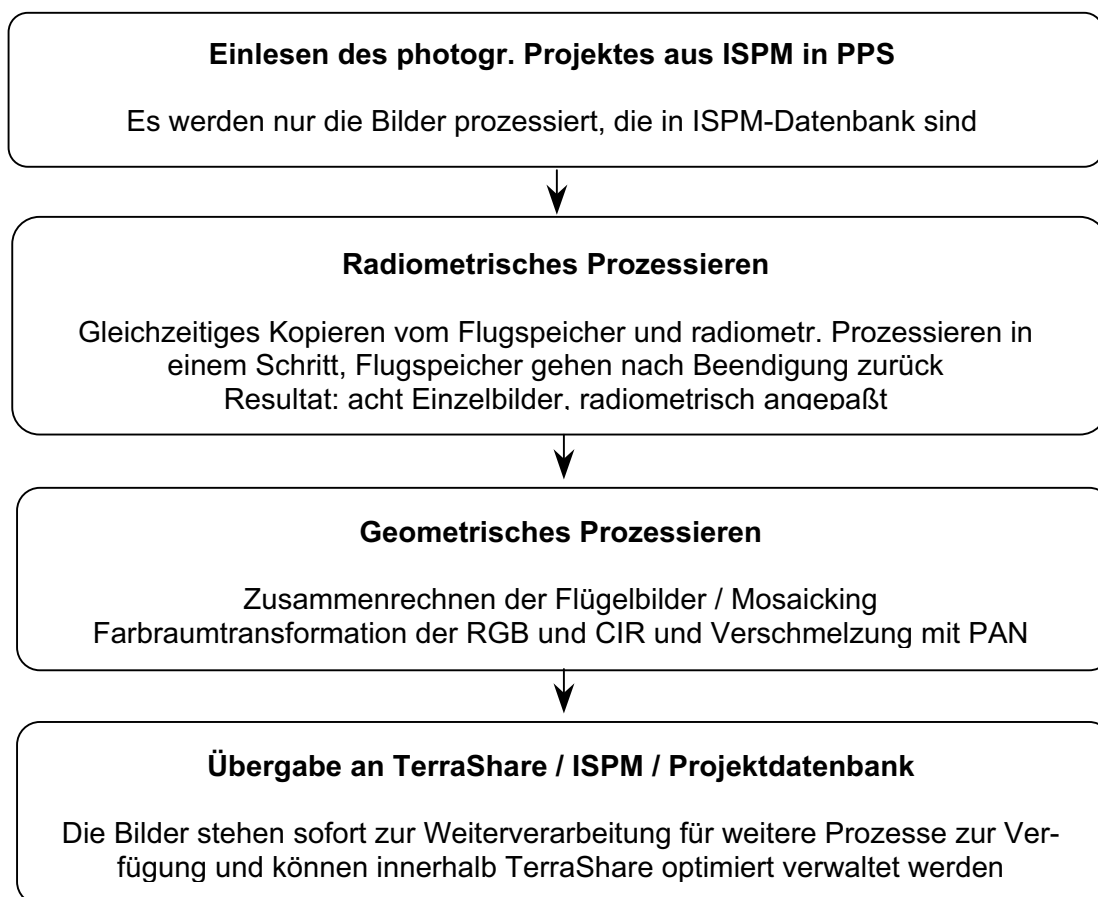 Einlesen des photogr. Projektes aus ISPM in PPS
Es werden nur die Bilder prozessiert, die in ISPM-Datenbank sind
Radiometrisches Prozessieren
Gleichzeitiges Kopieren vom Flugspeicher und radiometr. Prozessieren in
einem Schritt, Flugspeicher gehen nach Beendigung zurück
Resultat: acht Einzelbilder, radiometrisch angepaßt
Geometrisches Prozessieren
Zusammenrechnen der Flügelbilder / Mosaicking
Farbraumtransformation der RGB und CIR und Verschmelzung mit PAN
Übergabe an TerraShare / ISPM / Projektdatenbank
Die Bilder stehen sofort zur Weiterverarbeitung für weitere Prozesse zur Ver-
fügung und können innerhalb TerraShare optimiert verwaltet werden